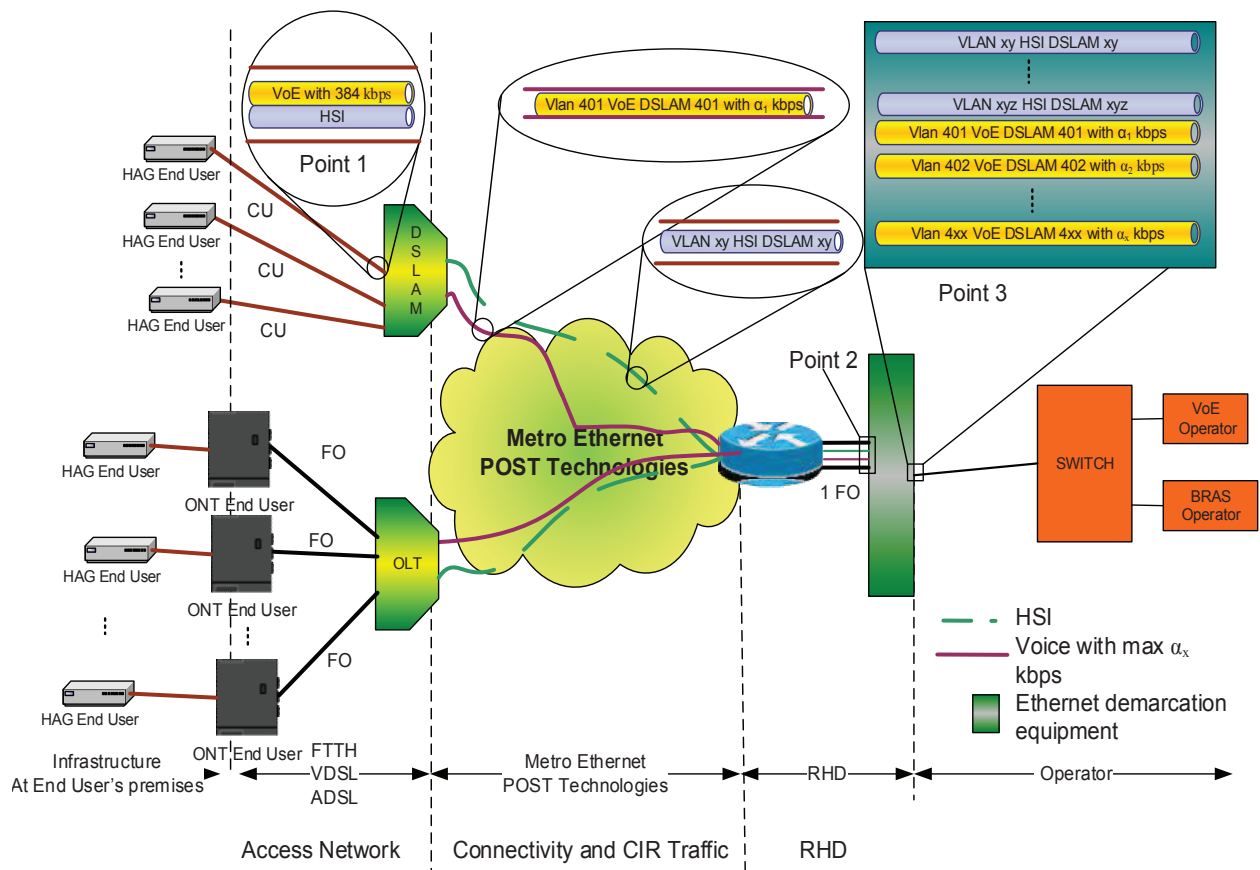 VoE with 384 kbps
HSI
Point 1
Vlan 401 VoE DSLAM 401 with α₁ kbps
VLAN xy HSI DSLAM xy
VLAN xy HSI DSLAM xy
VLAN xyz HSI DSLAM xyz
Vlan 401 VoE DSLAM 401 with α₁ kbps
Vlan 402 VoE DSLAM 402 with α₂ kbps
Vlan 4xx VoE DSLAM 4xx with αₓ kbps
Point 3
HAG End User
CU
HAG End User
CU
HAG End User
CU
DSLAM
Point 2
Metro Ethernet
POST Technologies
1 FO
SWITCH
VoE
Operator
BRAS
Operator
HAG End User
ONT End User
FO
HAG End User
ONT End User
FO
OLT
HAG End User
ONT End User
FO
HSI
Voice with max αₓ
kbps
Ethernet demarcation
equipment
Infrastructure
At End User's premises
FTTH
VDSL
ADSL
Metro Ethernet
POST Technologies
RHD
Operator
Access Network
Connectivity and CIR Traffic
RHD